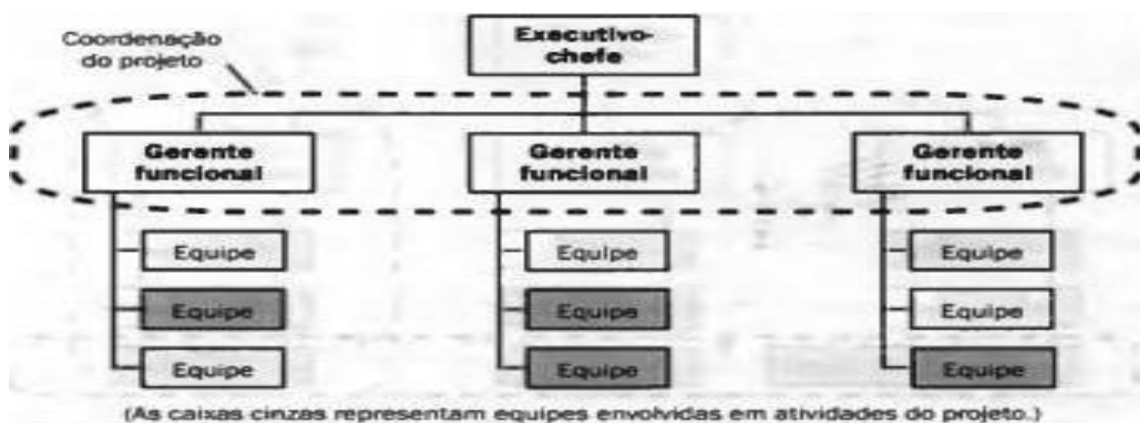 Coordenação
do projeto
Executivo-
chefe
Gerente
funcional
Gerente
funcional
Gerente
funcional
Equipe
Equipe
Equipe
Equipe
Equipe
Equipe
Equipe
Equipe
Equipe
(As caixas cinzas representam equipes envolvidas em atividades do projeto.)